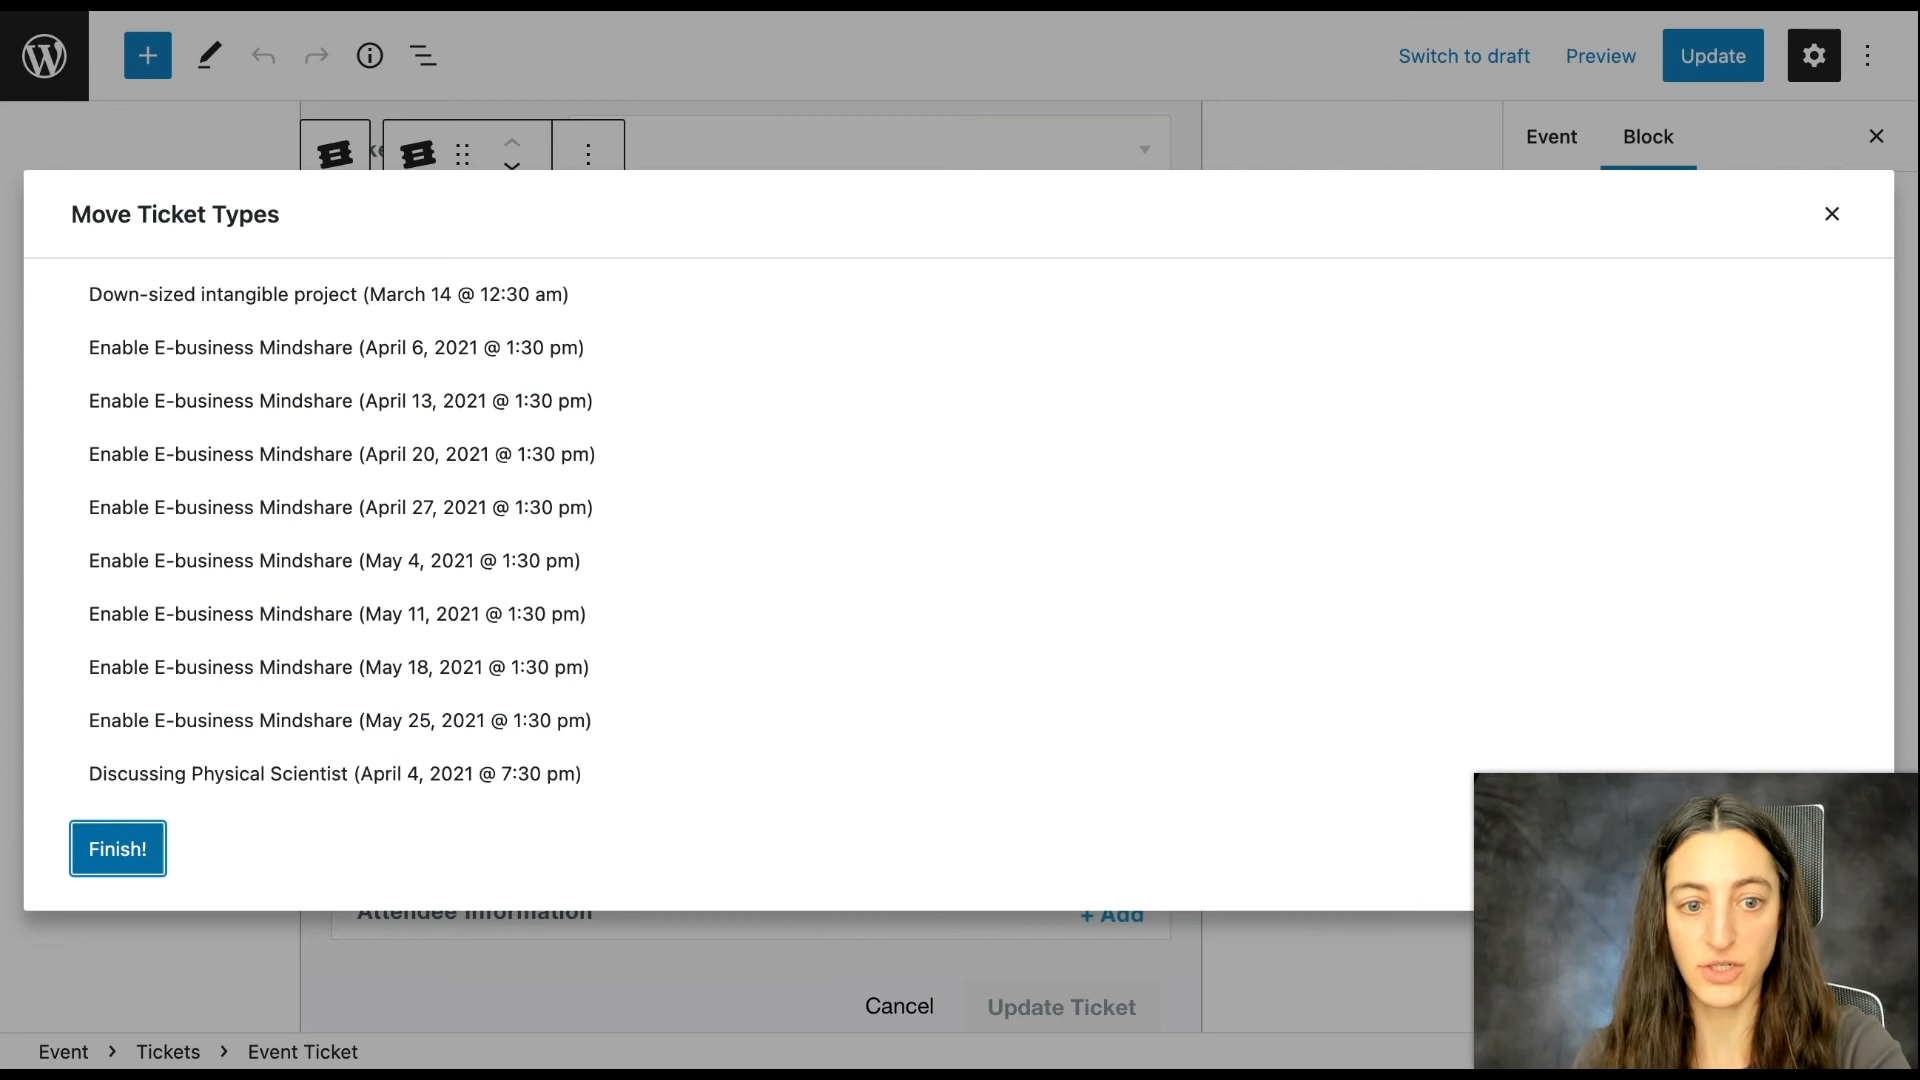 Switch to draft Preview Update
Event Block
Move Ticket Types
Down-sized intangible project (March 14 @ 12:30 am)
Enable E-business Mindshare (April 6, 2021 @ 1:30 pm)
Enable E-business Mindshare (April 13, 2021 @ 1:30 pm)
Enable E-business Mindshare (April 20, 2021 @ 1:30 pm)
Enable E-business Mindshare (April 27, 2021 @ 1:30 pm)
Enable E-business Mindshare (May 4, 2021 @ 1:30 pm)
Enable E-business Mindshare (May 11, 2021 @ 1:30 pm)
Enable E-business Mindshare (May 18, 2021 @ 1:30 pm)
Enable E-business Mindshare (May 25, 2021 @ 1:30 pm)
Discussing Physical Scientist (April 4, 2021 @ 7:30 pm)
Finish!
Attendee Information + Add
Cancel Update Ticket
Event > Tickets > Event Ticket